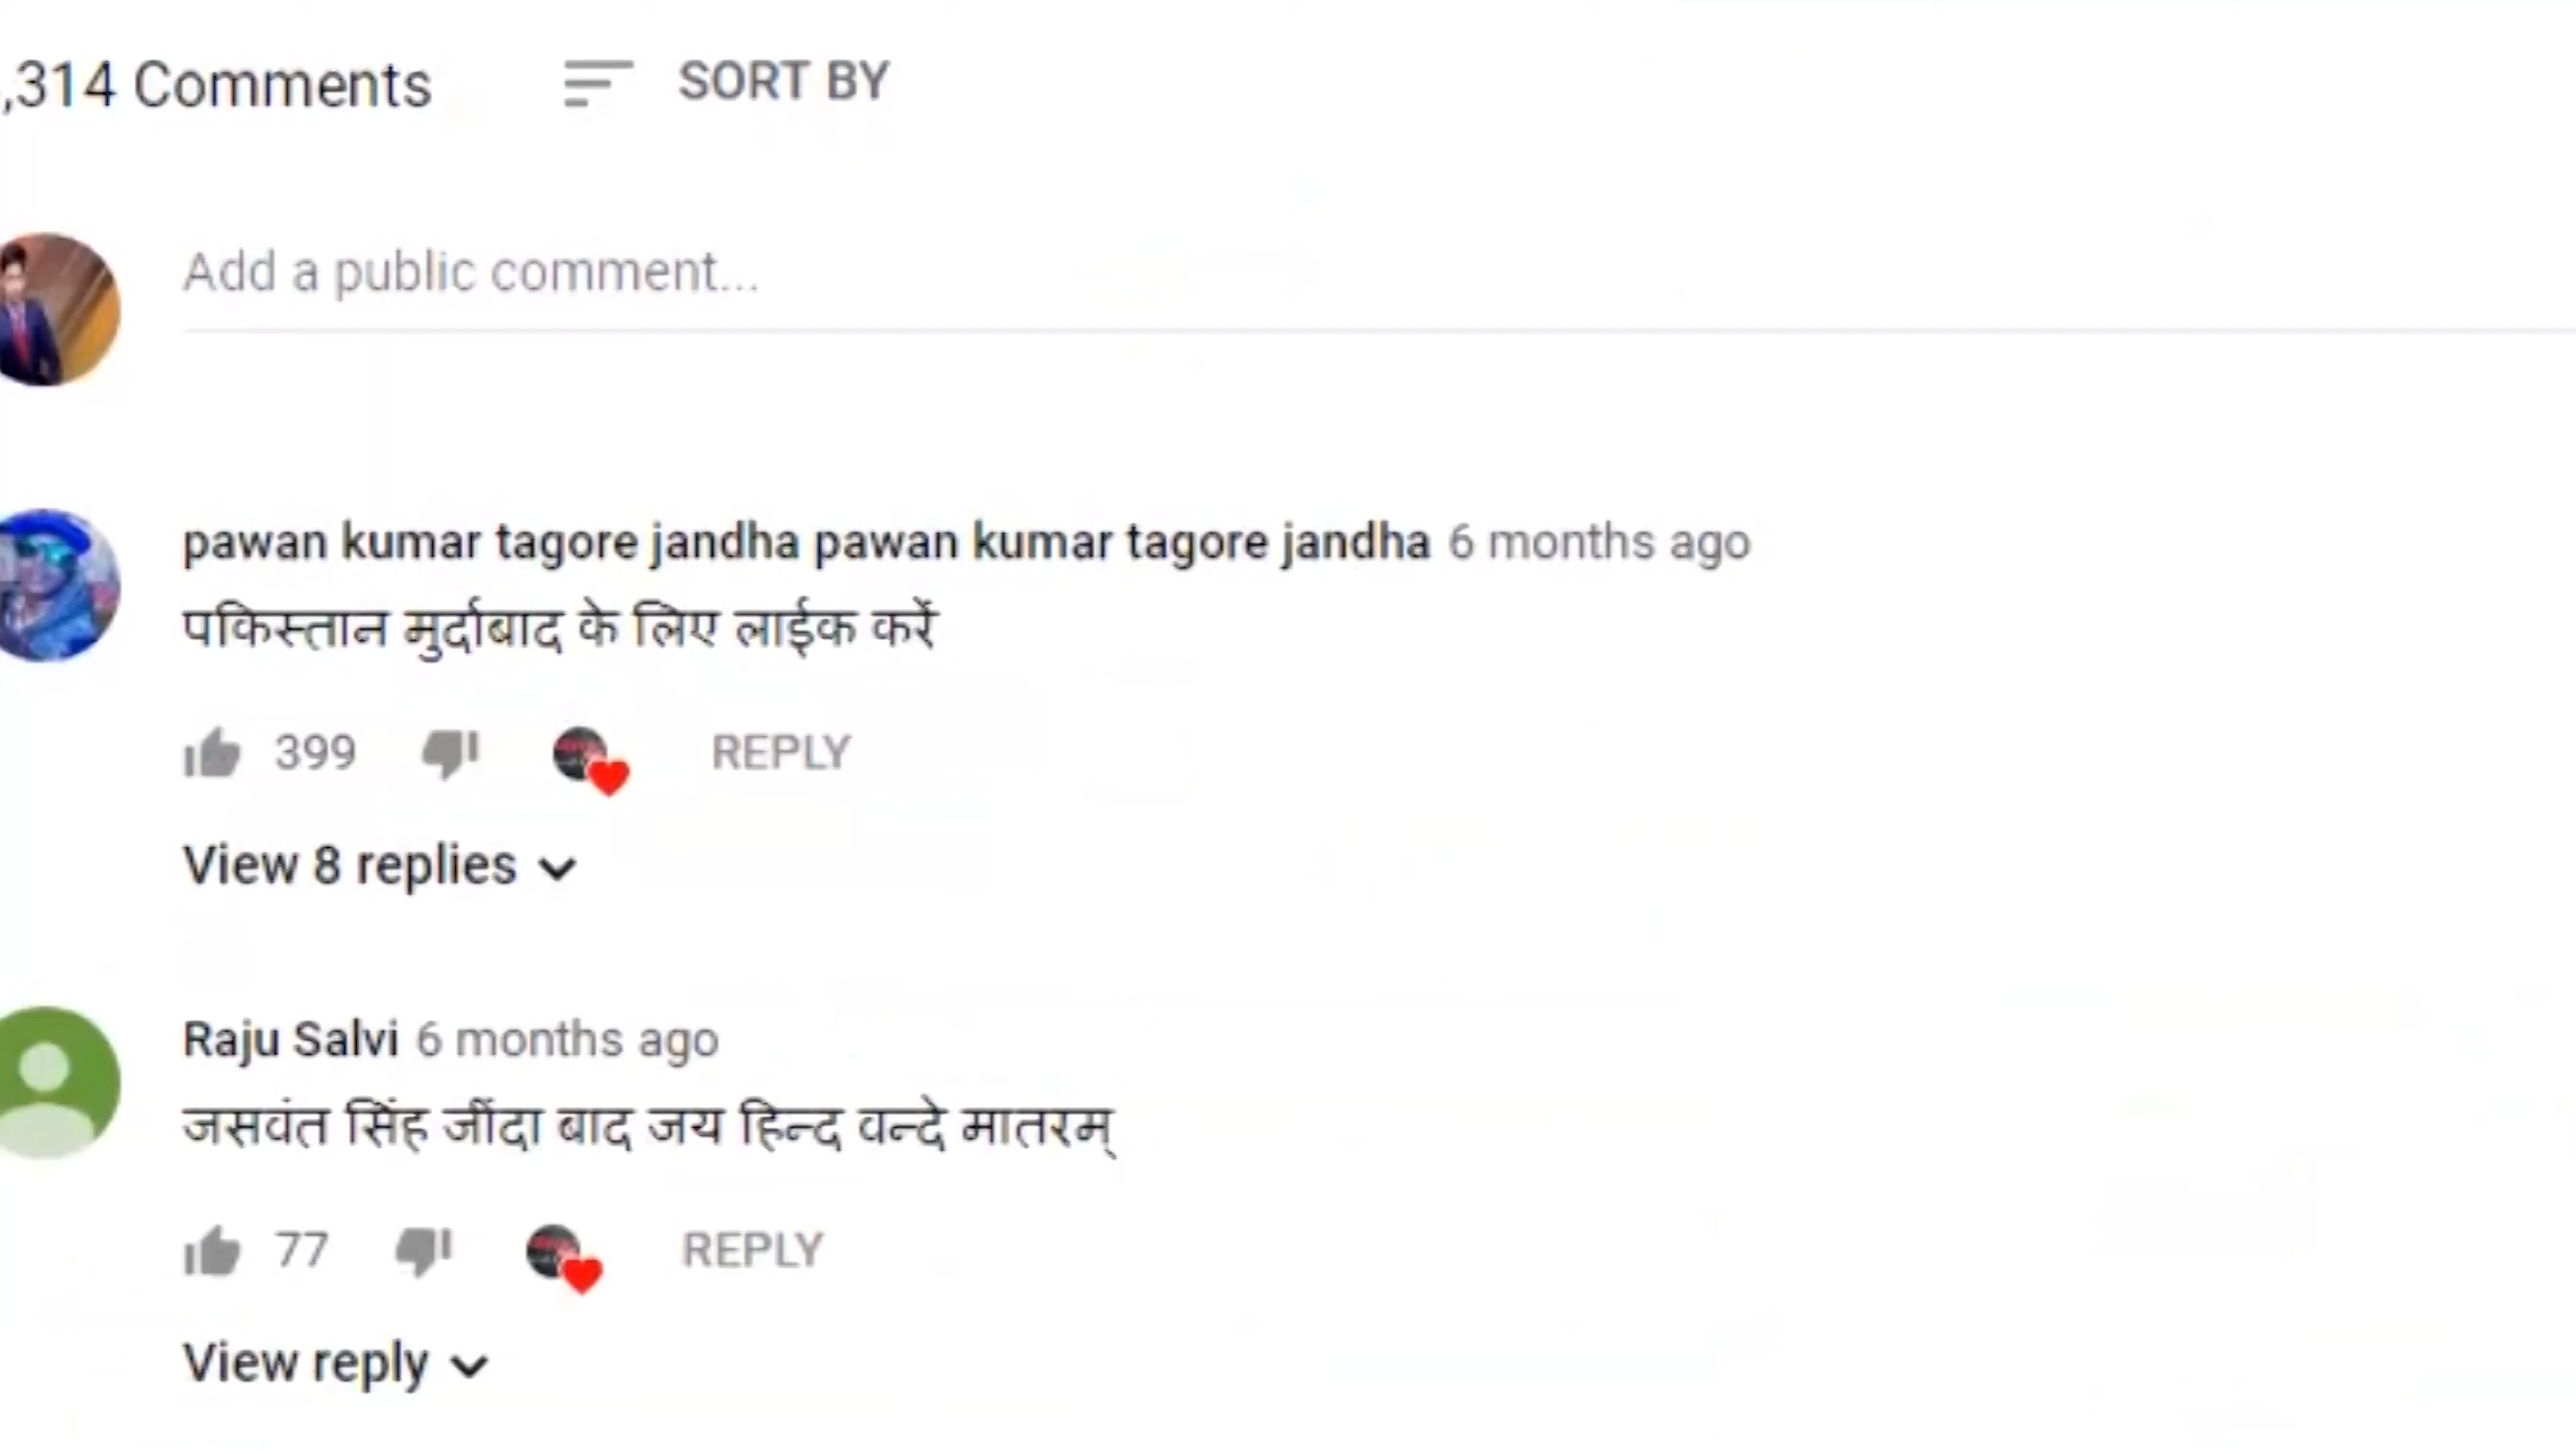 ,314 Comments SORT BY
Add a public comment...
pawan kumar tagore jandha pawan kumar tagore jandha 6 months ago
पकिस्तान मुर्दाबाद के लिए लाईक करें
399 REPLY
View 8 replies
Raju Salvi 6 months ago
जसवंत सिंह जींदा बाद जय हिन्द वन्दे मातरम्
77 REPLY
View reply